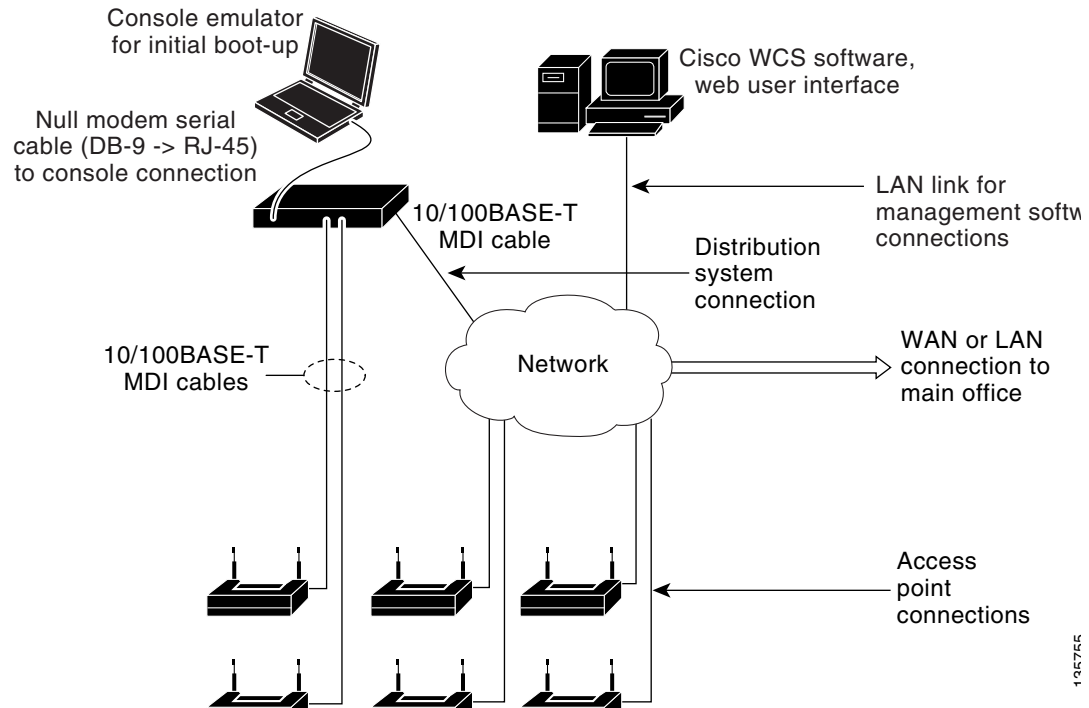 Console emulator
for initial boot-up
Cisco WCS software,
web user interface
Null modem serial
cable (DB-9 -> RJ-45)
to console connection
LAN link for
management softw
connections
10/100BASE-T
MDI cable
Distribution
system
connection
10/100BASE-T
MDI cables
Network
WAN or LAN
connection to
main office
Access
point
connections
135755